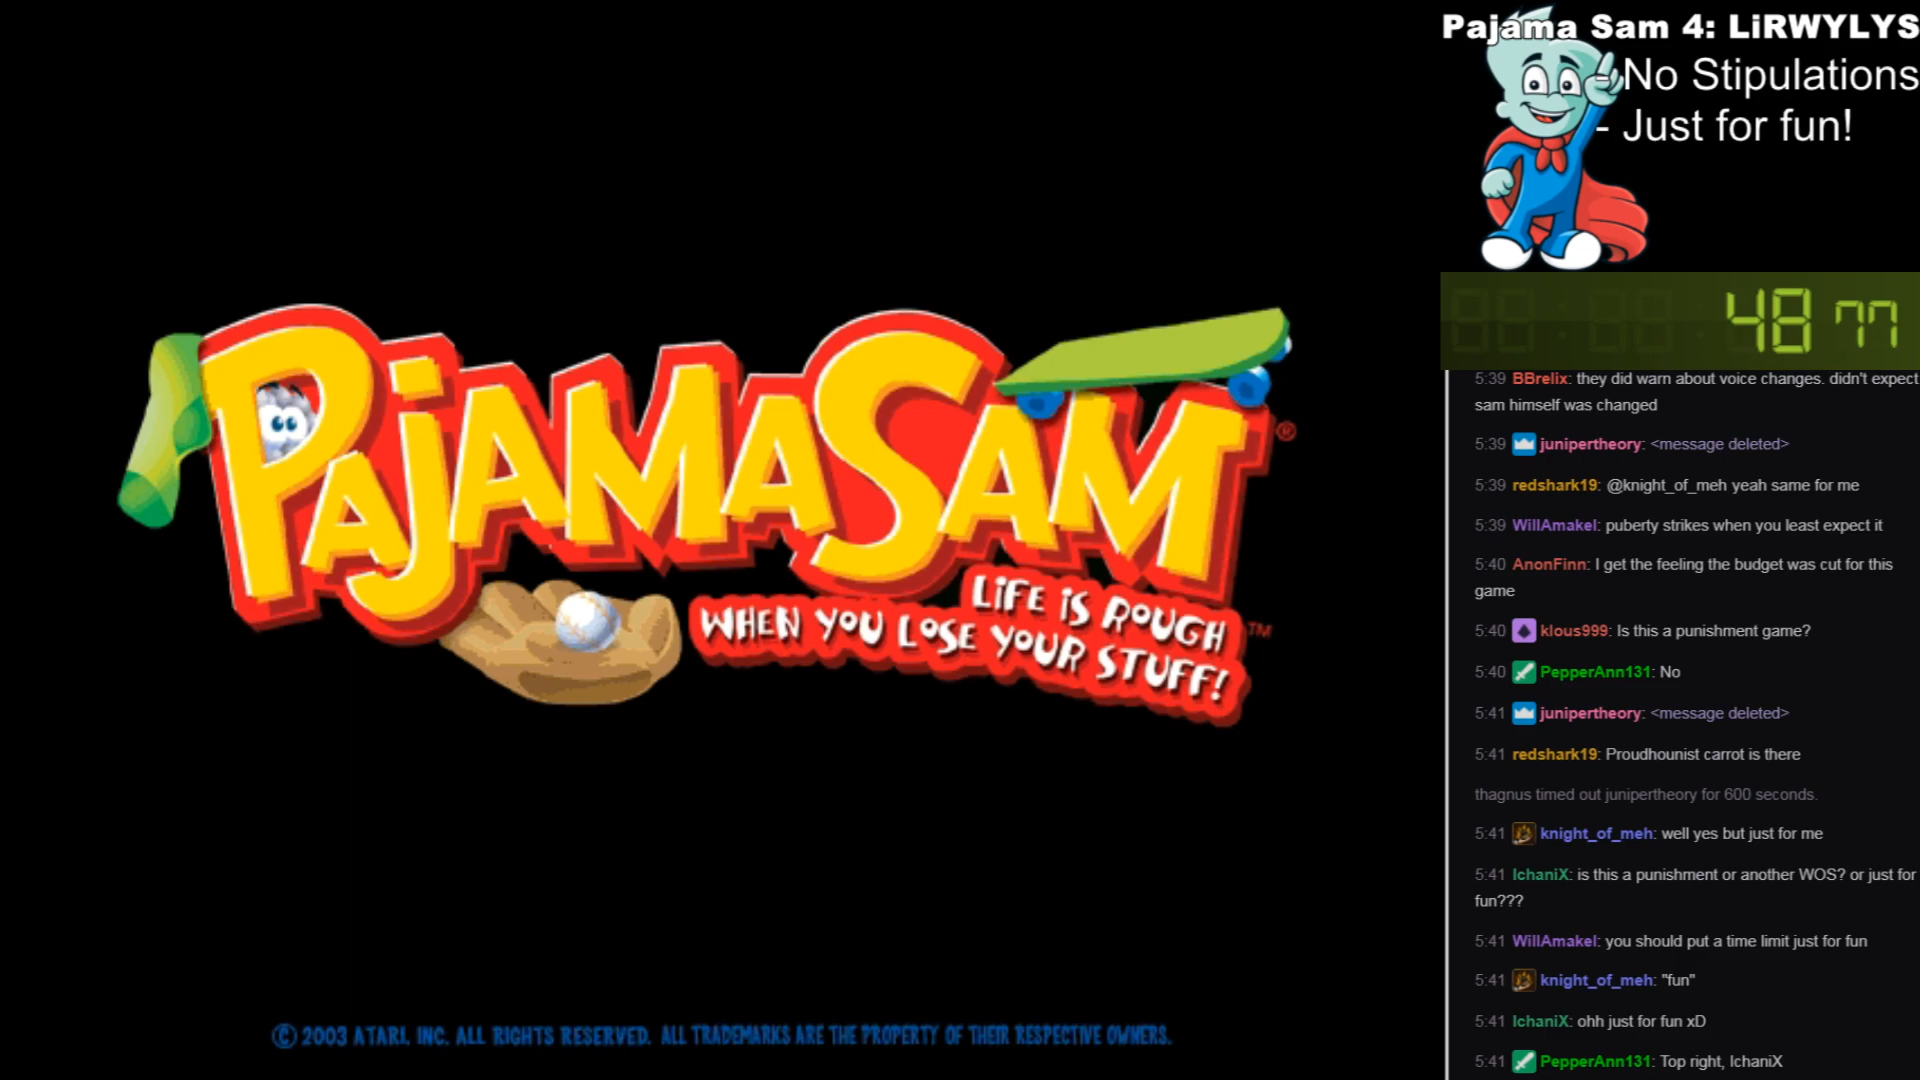 Pajama Sam 4: LiRWYLYS
- No Stipulations
- Just for fun!
48 77
PAJAMA SAM®
LiFE iS ROUGH
WHEN YOU LOSE YOUR STUFF! ™
© 2003 ATARI, INC. ALL RIGHTS RESERVED. ALL TRADEMARKS ARE THE PROPERTY OF THEIR RESPECTIVE OWNERS.
5:39 BBrelix: they did warn about voice changes. didn't expect
sam himself was changed
5:39 junipertheory: <message deleted>
5:39 redshark19: @knight_of_meh yeah same for me
5:39 WillAmakel: puberty strikes when you least expect it
5:40 AnonFinn: I get the feeling the budget was cut for this
game
5:40 klous999: Is this a punishment game?
5:40 PepperAnn131: No
5:41 junipertheory: <message deleted>
5:41 redshark19: Proudhounist carrot is there
thagnus timed out junipertheory for 600 seconds.
5:41 knight_of_meh: well yes but just for me
5:41 IchaniX: is this a punishment or another WOS? or just for
fun???
5:41 WillAmakel: you should put a time limit just for fun
5:41 knight_of_meh: "fun"
5:41 IchaniX: ohh just for fun xD
5:41 PepperAnn131: Top right, IchaniX